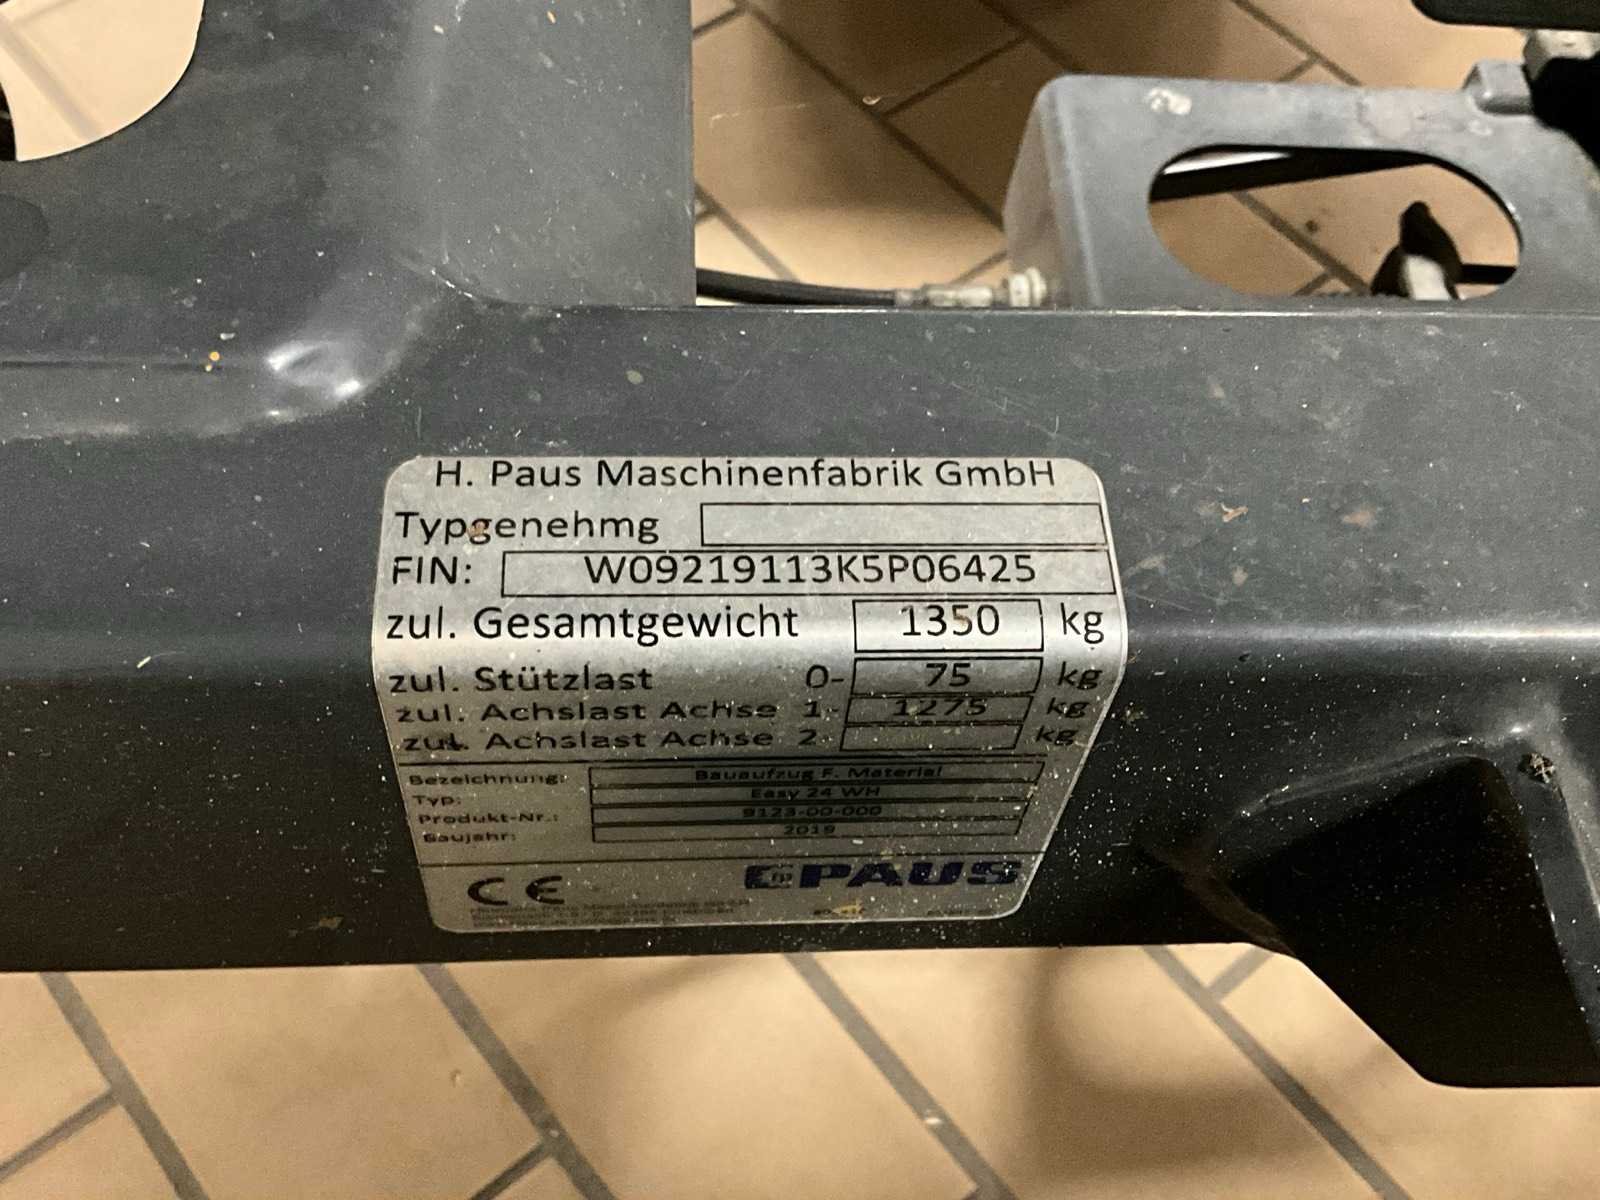 H. Paus Maschinenfabrik GmbH
Typgenehmg
FIN: W09219113K5P06425
zul. Gesamtgewicht 1350 kg
zul. Stützlast 0- 75 kg
zul. Achslast Achse 1- 1275 kg
zul. Achslast Achse 2- kg
Bezeichnung: Bauaufzug F. Material
Typ: Easy 24 WH
Produkt-Nr.: 9123-00-000
Baujahr: 2019
CE PAUS